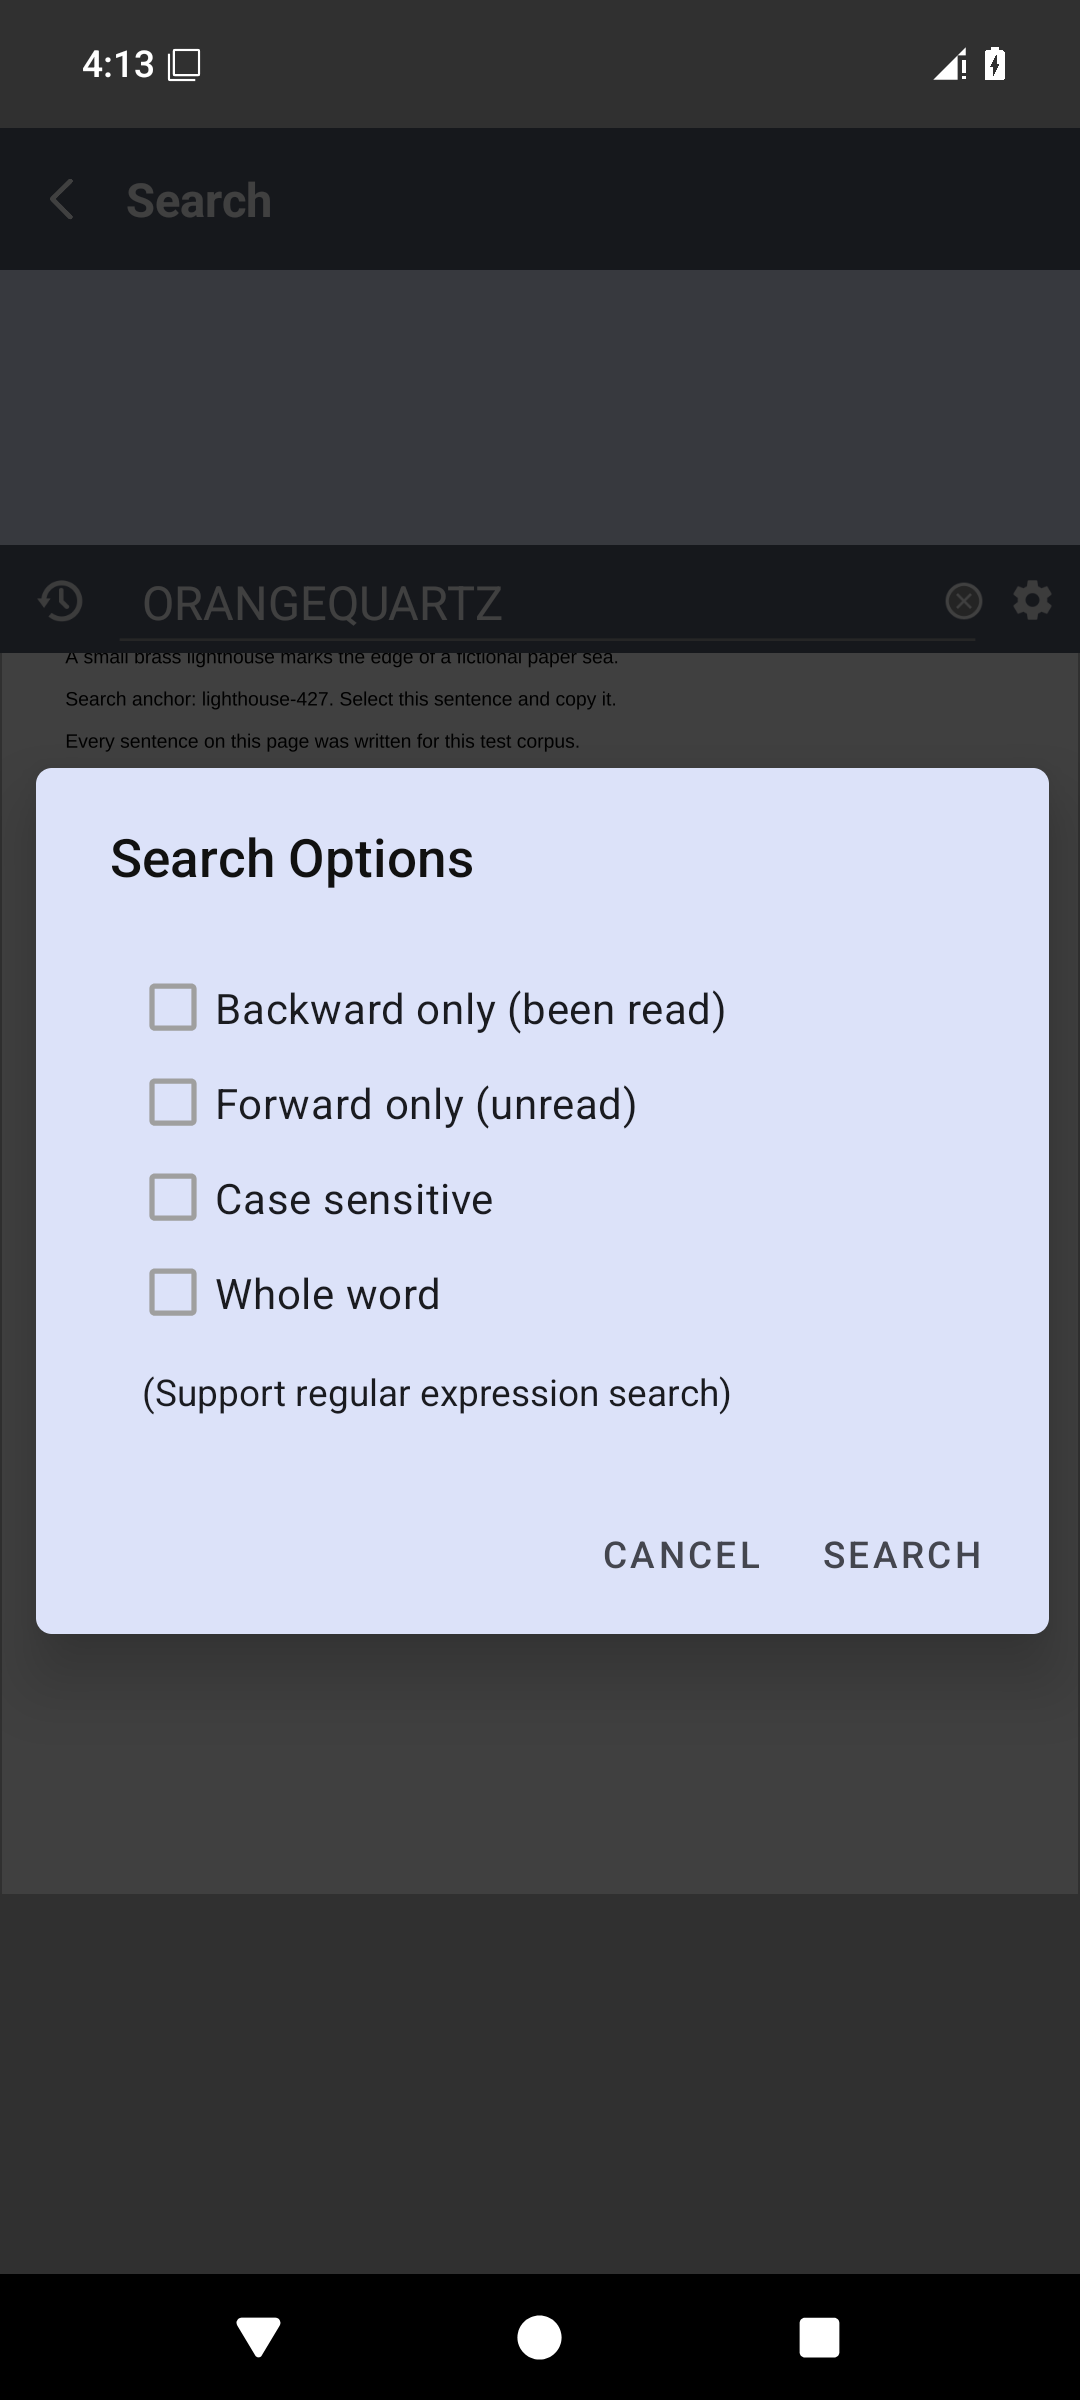 4:13
Search
ORANGEQUARTZ
A small brass lighthouse marks the edge of a fictional paper sea.
Search anchor: lighthouse-427. Select this sentence and copy it.
Every sentence on this page was written for this test corpus.
Search Options
Backward only (been read)
Forward only (unread)
Case sensitive
Whole word
(Support regular expression search)
CANCEL SEARCH